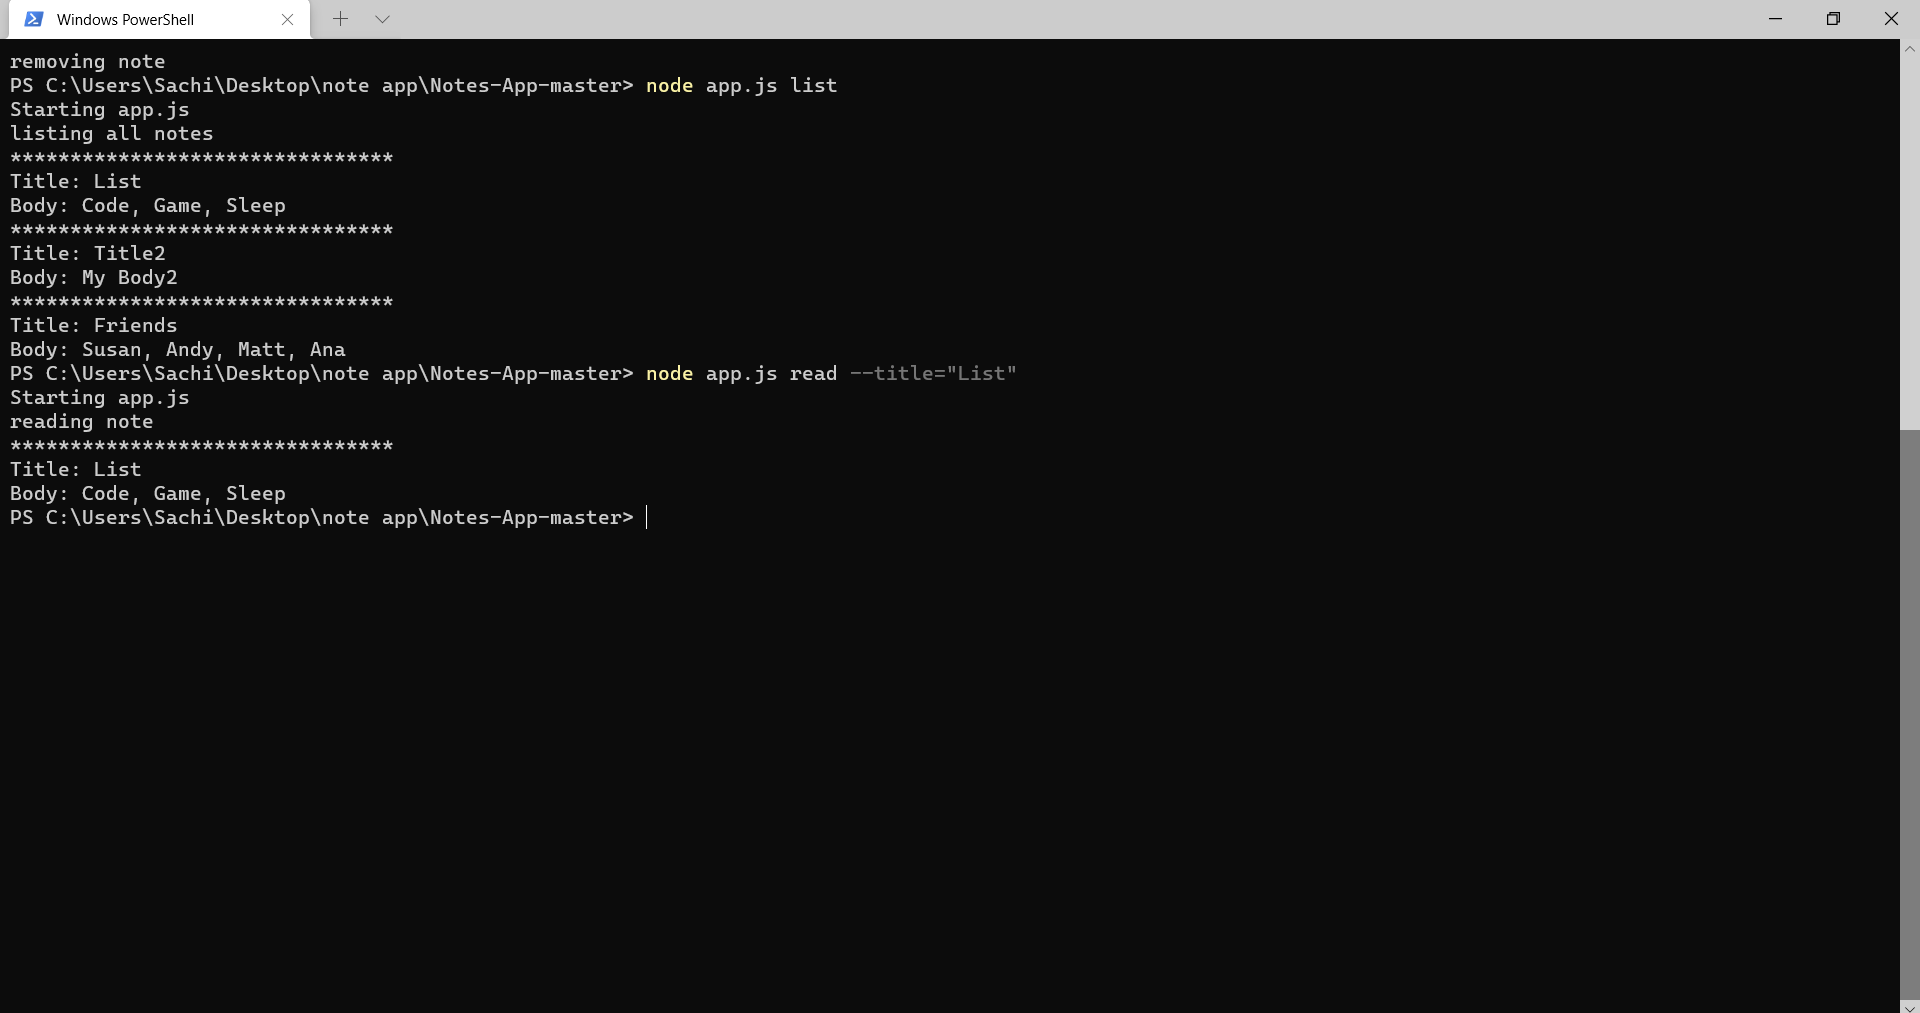 Windows PowerShell
removing note
PS C:\Users\Sachi\Desktop\note app\Notes-App-master> node app.js list
Starting app.js
listing all notes
********************************
Title: List
Body: Code, Game, Sleep
********************************
Title: Title2
Body: My Body2
********************************
Title: Friends
Body: Susan, Andy, Matt, Ana
PS C:\Users\Sachi\Desktop\note app\Notes-App-master> node app.js read --title="List"
Starting app.js
reading note
********************************
Title: List
Body: Code, Game, Sleep
PS C:\Users\Sachi\Desktop\note app\Notes-App-master>